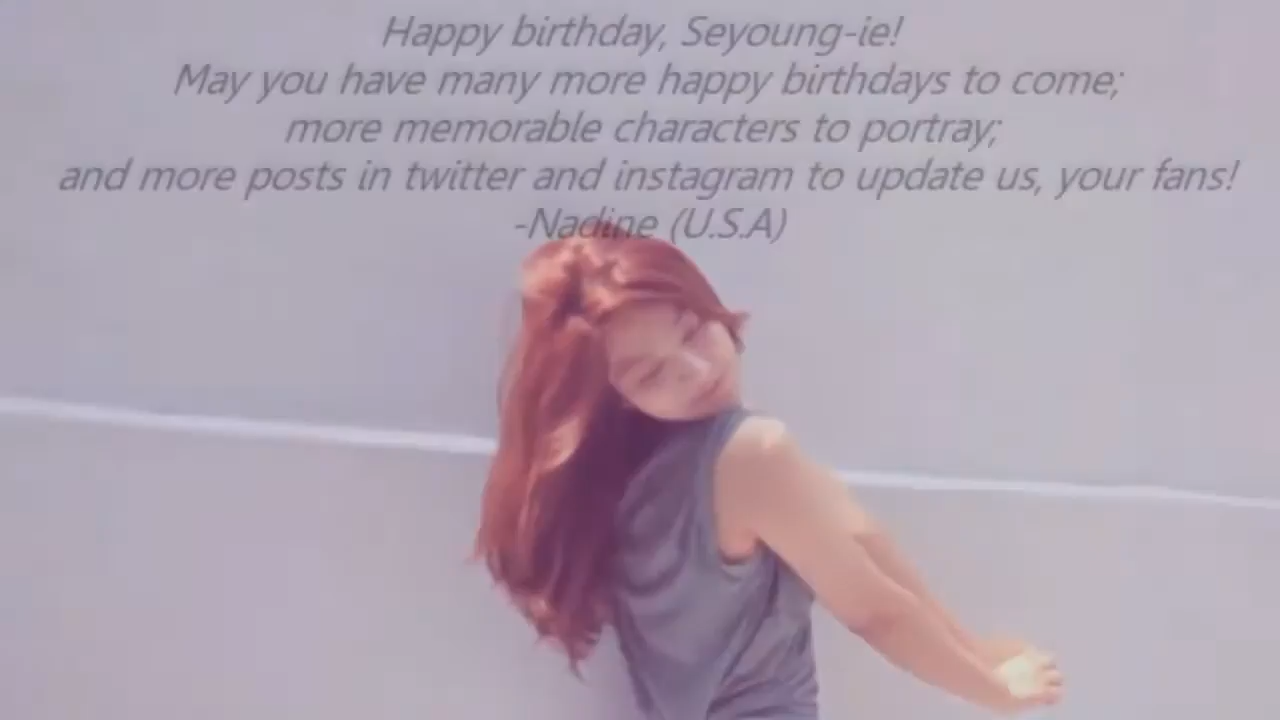 Happy birthday, Seyoung-ie!
May you have many more happy birthdays to come;
more memorable characters to portray;
and more posts in twitter and instagram to update us, your fans!
-Nadine (U.S.A)